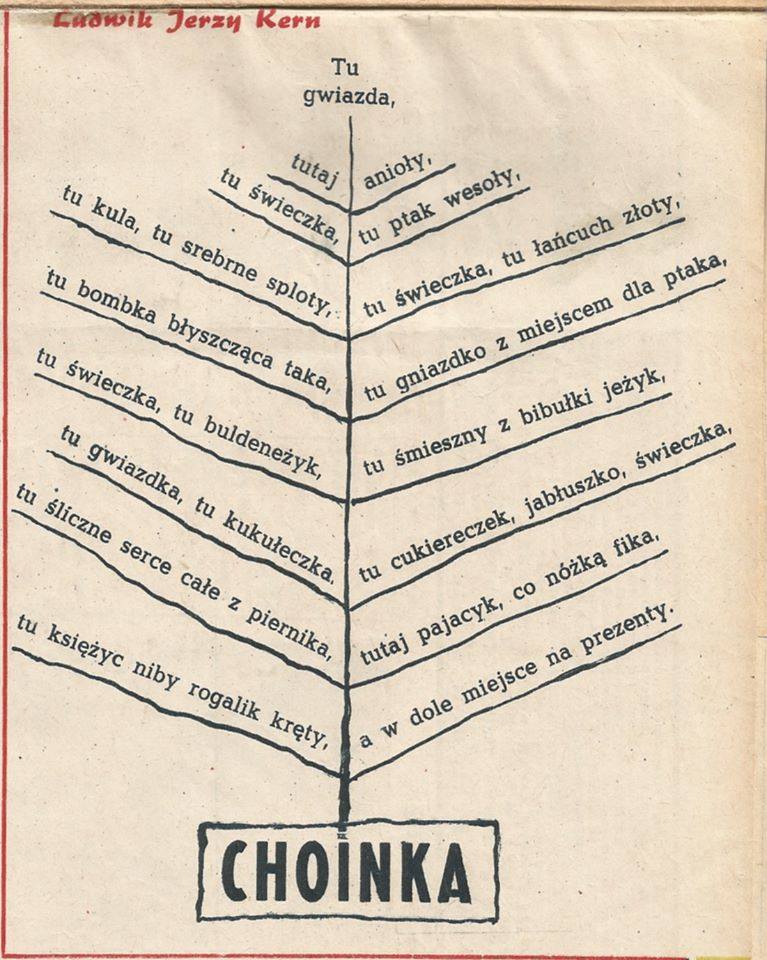 Ludwik Jerzy Kern
Tu
gwiazda,
tutaj anioły,
tu świeczka, tu ptak wesoły,
tu kula, tu srebrne sploty, tu świeczka, tu łańcuch złoty,
tu bombka błyszcząca taka, tu gniazdko z miejscem dla ptaka,
tu świeczka, tu buldeneżyk, tu śmieszny z bibułki jeżyk,
tu gwiazdka, tu kukułeczka, tu cukiereczek, jabłuszko, świeczka,
tu śliczne serce całe z piernika, tutaj pajacyk, co nóżką fika,
tu księżyc niby rogalik kręty, a w dole miejsce na prezenty.
CHOINKA